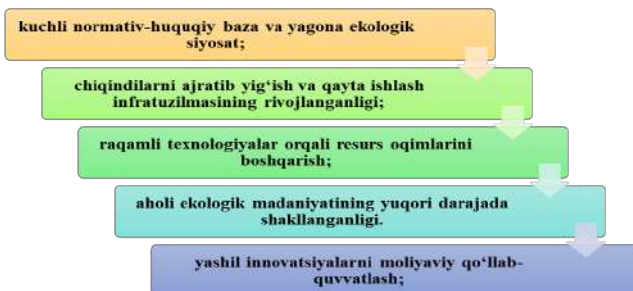 kuchli normativ-huquqiy baza va yagona ekologik
siyosat;
chiqindilarni ajratib yig‘ish va qayta ishlash
infratuzilmasining rivojlanganligi;
raqamli texnologiyalar orqali resurs oqimlarini
boshqarish;
aholi ekologik madaniyatining yuqori darajada
shakllanganligi.
yashil innovatsiyalarni moliyaviy qo‘llab-
quvvatlash;